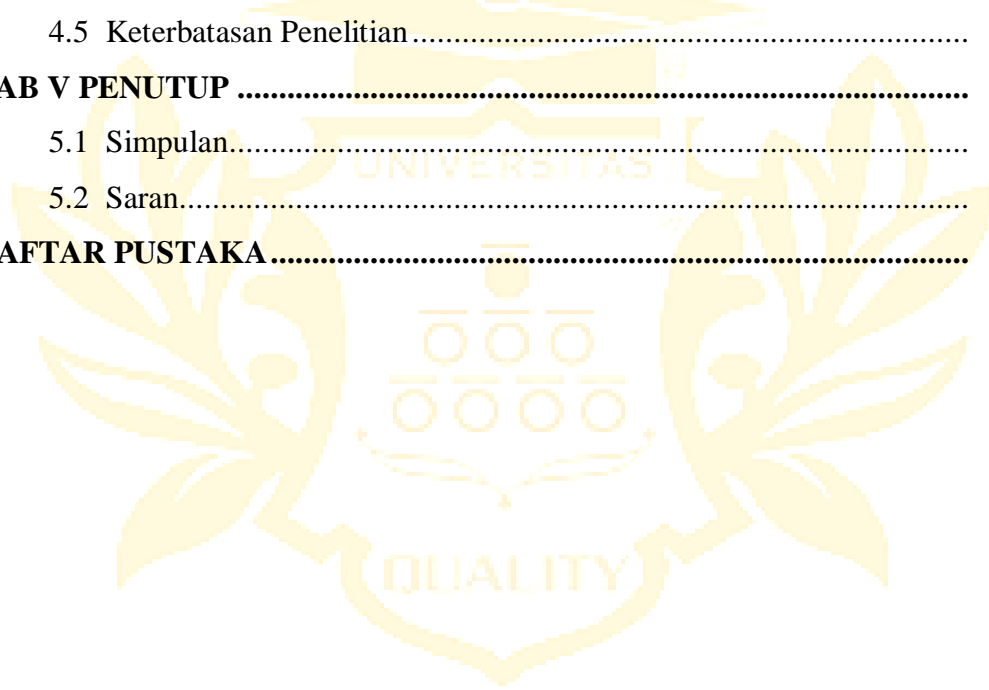 4.5 Keterbatasan Penelitian.....................................................................
AB V PENUTUP .............................................................................................
5.1 Simpulan............................................................................................
UNIVERSITAS
5.2 Saran..................................................................................................
AFTAR PUSTAKA.........................................................................................
QUALITY